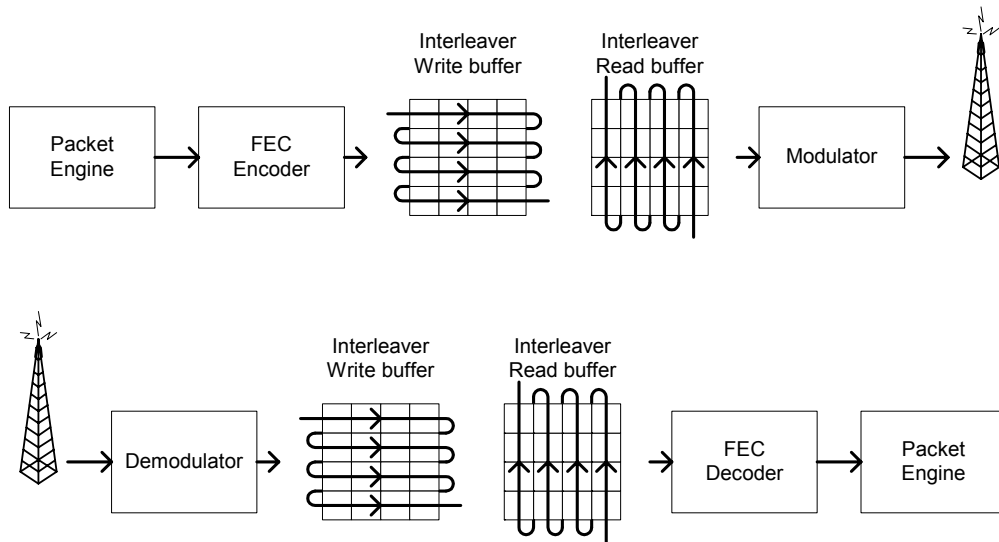 Interleaver
Write buffer
Interleaver
Read buffer
Packet
Engine
FEC
Encoder
Modulator
Interleaver
Write buffer
Interleaver
Read buffer
Demodulator
FEC
Decoder
Packet
Engine